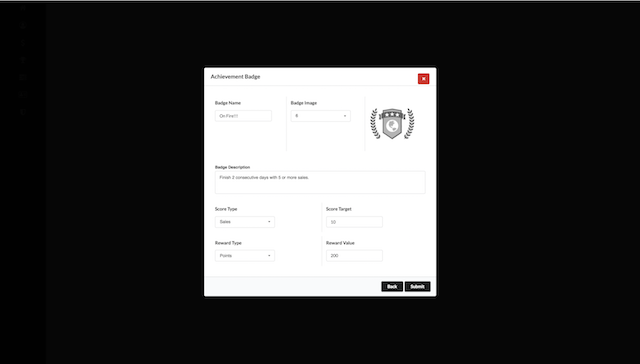 Achievement Badge
Badge Name
Badge Image
On Fire!!!
8
Badge Description
Finish 2 consecutive days with 5 or more sales
Score Type
Score Target
Sales
10
Reward Type
Reward Value
Points
200
Back
Submit